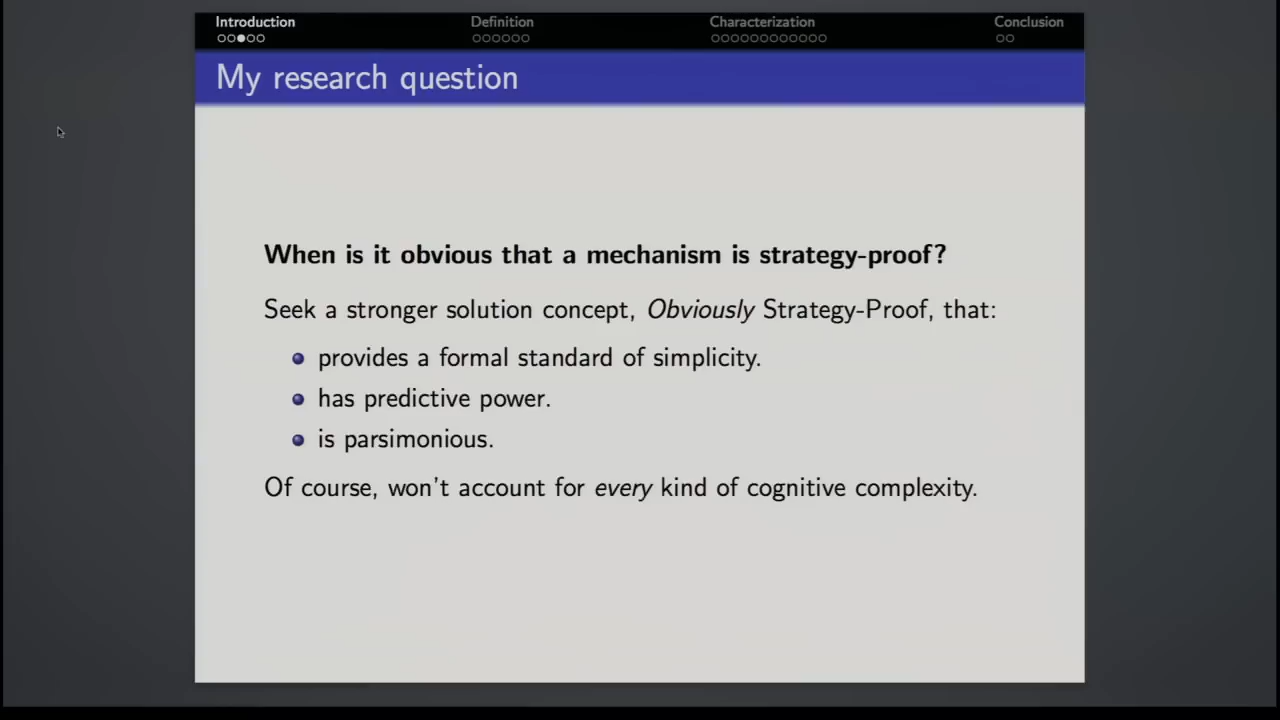 Introduction Definition Characterization Conclusion
My research question
When is it obvious that a mechanism is strategy-proof?
Seek a stronger solution concept, Obviously Strategy-Proof, that:
provides a formal standard of simplicity.
has predictive power.
is parsimonious.
Of course, won't account for every kind of cognitive complexity.